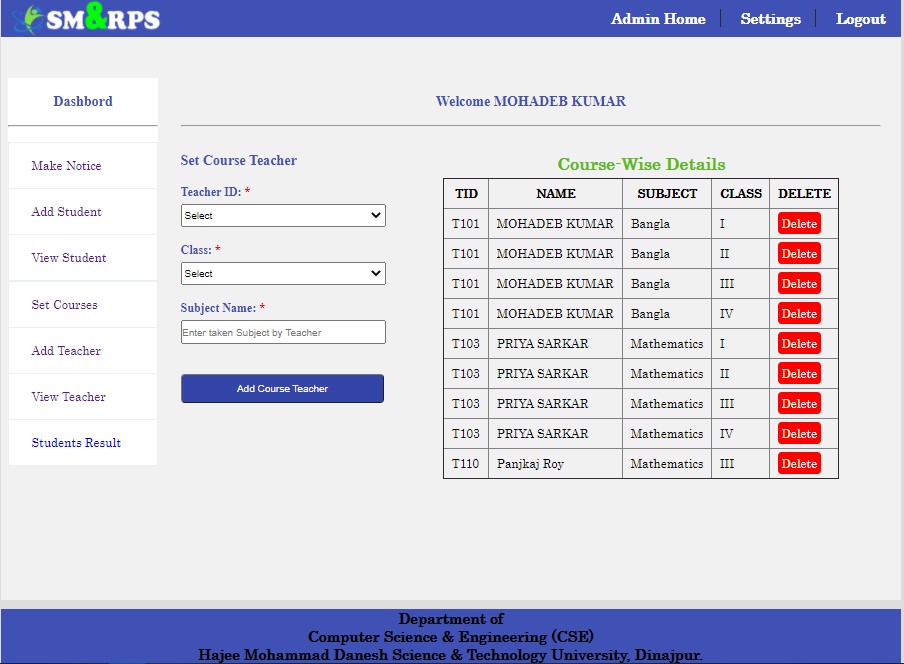 SM&RPS
Admin Home Settings Logout
Dashbord
Welcome MOHADEB KUMAR
Make Notice
Add Student
View Student
Set Courses
Add Teacher
View Teacher
Students Result
Set Course Teacher
Teacher ID: *
Select
Class: *
Select
Subject Name: *
Enter taken Subject by Teacher
Add Course Teacher
Course-Wise Details
TID NAME SUBJECT CLASS DELETE
T101 MOHADEB KUMAR Bangla I Delete
T101 MOHADEB KUMAR Bangla II Delete
T101 MOHADEB KUMAR Bangla III Delete
T101 MOHADEB KUMAR Bangla IV Delete
T103 PRIYA SARKAR Mathematics I Delete
T103 PRIYA SARKAR Mathematics II Delete
T103 PRIYA SARKAR Mathematics III Delete
T103 PRIYA SARKAR Mathematics IV Delete
T110 Panjkaj Roy Mathematics III Delete
Department of
Computer Science & Engineering (CSE)
Hajee Mohammad Danesh Science & Technology University, Dinajpur.